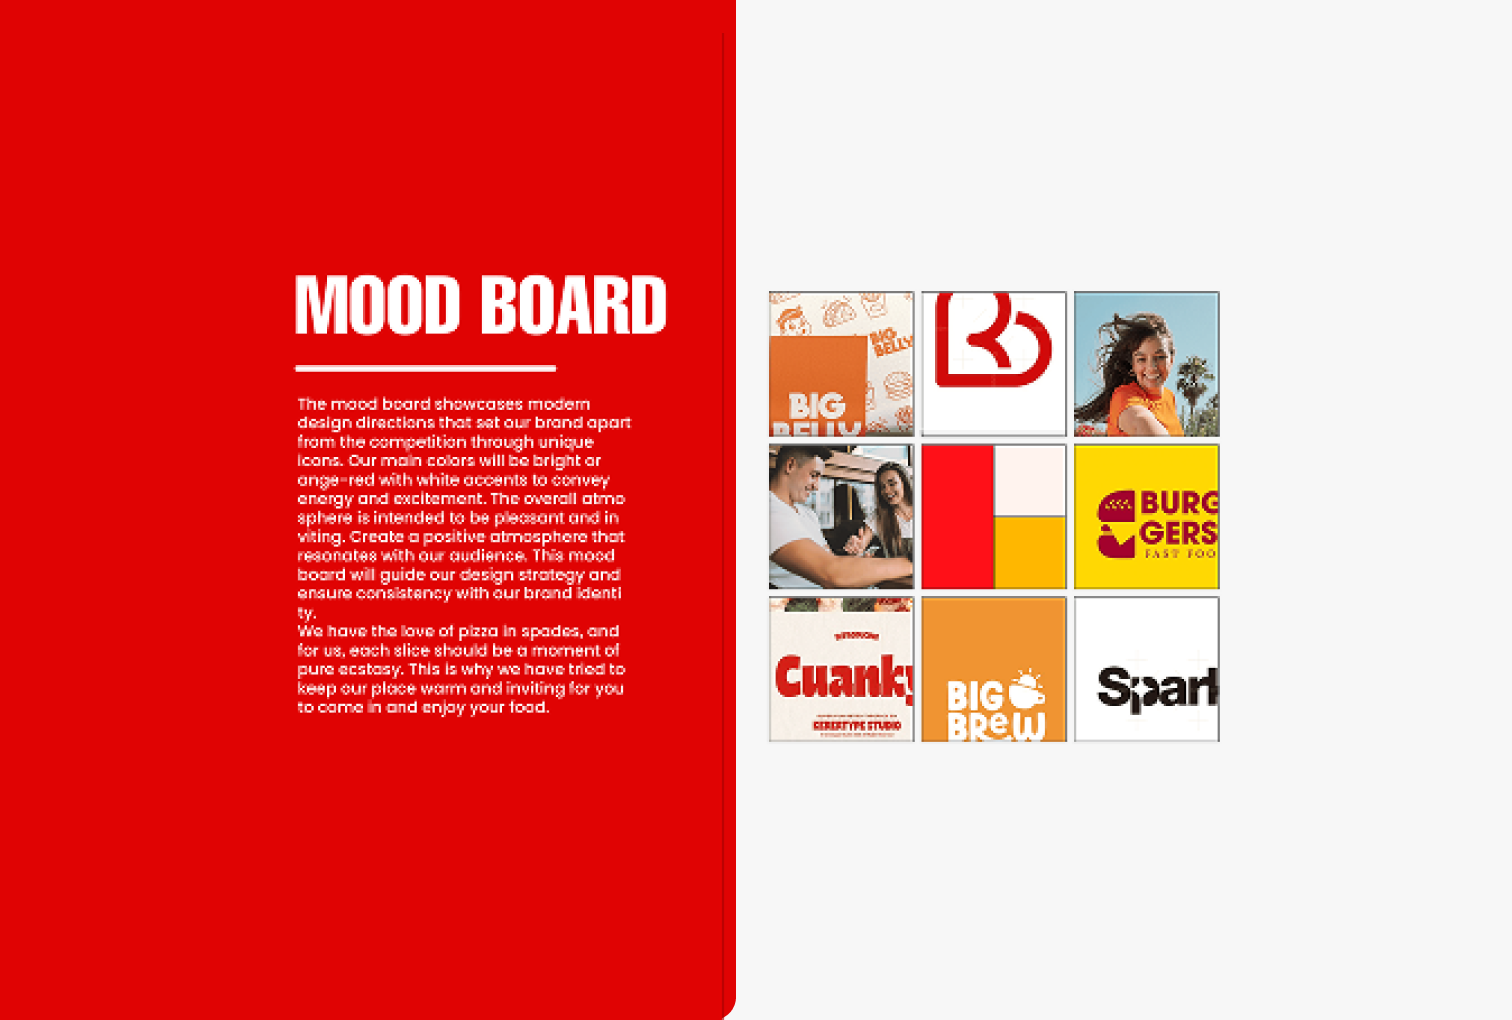 MOOD BOARD
The mood board showcases modern
design directions that set our brand apart
from the competition through unique
icons. Our main colors will be bright or
ange-red with white accents to convey
energy and excitement. The overall atmo
sphere is intended to be pleasant and in
viting. Create a positive atmosphere that
resonates with our audience. This mood
board will guide our design strategy and
ensure consistency with our brand identi
ty.
We have the love of pizza in spades, and
for us, each slice should be a moment of
pure ecstasy. This is why we have tried to
keep our place warm and inviting for you
to come in and enjoy your food.
BIG
BELLY
BIG
BELLY
BURG
GERS
FAST FOO
Cuanky
KEREATYPE STUDIO
BIG
BREW
Spark